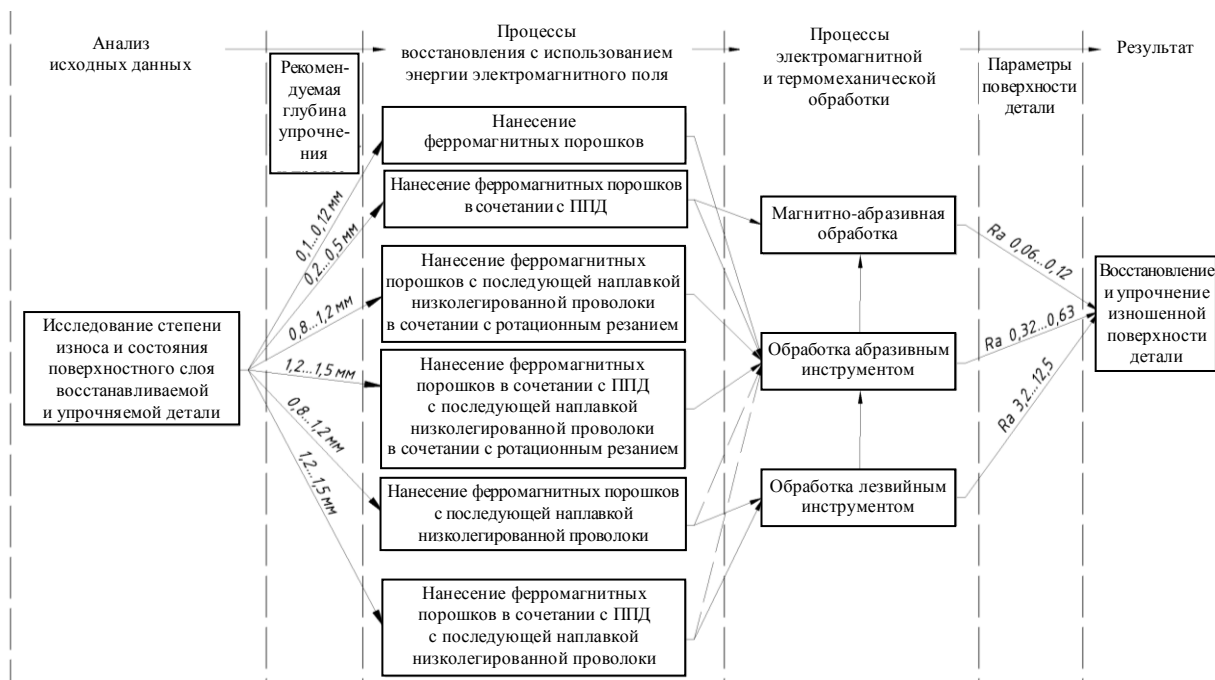 Анализ
исходных данных
Рекомен-
дуемая
глубина
упрочне-
ния
Процессы
восстановления с использованием
энергии электромагнитного поля
Процессы
электромагнитной
и термомеханической
обработки
Параметры
поверхности
детали
Результат
Исследование степени
износа и состояния
поверхностного слоя
восстанавливаемой
и упрочняемой детали
0,1...0,12 мм
0,2...0,5 мм
0,8...1,2 мм
1,2...1,5 мм
0,8...1,2 мм
1,2...1,5 мм
Нанесение
ферромагнитных порошков
Нанесение ферромагнитных порошков
в сочетании с ППД
Нанесение ферромагнитных
порошков с последующей наплавкой
низколегированной проволоки
в сочетании с ротационным резанием
Нанесение ферромагнитных
порошков в сочетании с ППД
с последующей наплавкой
низколегированной проволоки
в сочетании с ротационным резанием
Нанесение ферромагнитных порошков
с последующей наплавкой
низколегированной проволоки
Нанесение ферромагнитных
порошков в сочетании с ППД
с последующей наплавкой
низколегированной проволоки
Магнитно-абразивная
обработка
Обработка абразивным
инструментом
Обработка лезвийным
инструментом
Ra 0,06...0,12
Ra 0,32...0,63
Ra 3,2...12,5
Восстановление
и упрочнение
изношенной
поверхности
детали